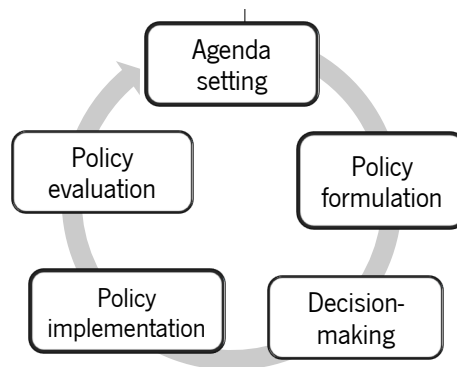 Agenda
setting
Policy
formulation
Decision-
making
Policy
implementation
Policy
evaluation